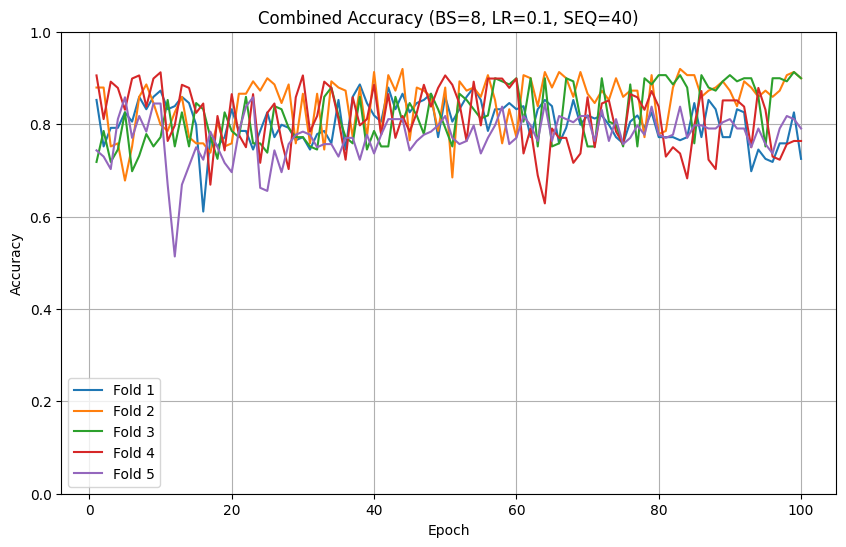 Combined Accuracy (BS=8, LR=0.1, SEQ=40)
1.0
0.8
0.6
0.4
0.2
0.0
Accuracy
Fold 1
Fold 2
Fold 3
Fold 4
Fold 5
0 20 40 60 80 100
Epoch